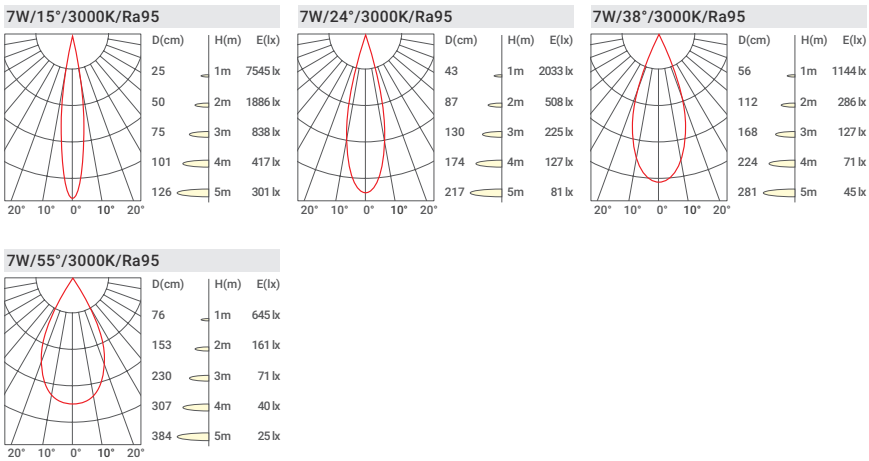 7W/15°/3000K/Ra95
D(cm) H(m) E(lx)
25 1m 7545 lx
50 2m 1886 lx
75 3m 838 lx
101 4m 417 lx
126 5m 301 lx
20° 10° 0° 10° 20°
7W/24°/3000K/Ra95
D(cm) H(m) E(lx)
43 1m 2033 lx
87 2m 508 lx
130 3m 225 lx
174 4m 127 lx
217 5m 81 lx
20° 10° 0° 10° 20°
7W/38°/3000K/Ra95
D(cm) H(m) E(lx)
56 1m 1144 lx
112 2m 286 lx
168 3m 127 lx
224 4m 71 lx
281 5m 45 lx
20° 10° 0° 10° 20°
7W/55°/3000K/Ra95
D(cm) H(m) E(lx)
76 1m 645 lx
153 2m 161 lx
230 3m 71 lx
307 4m 40 lx
384 5m 25 lx
20° 10° 0° 10° 20°